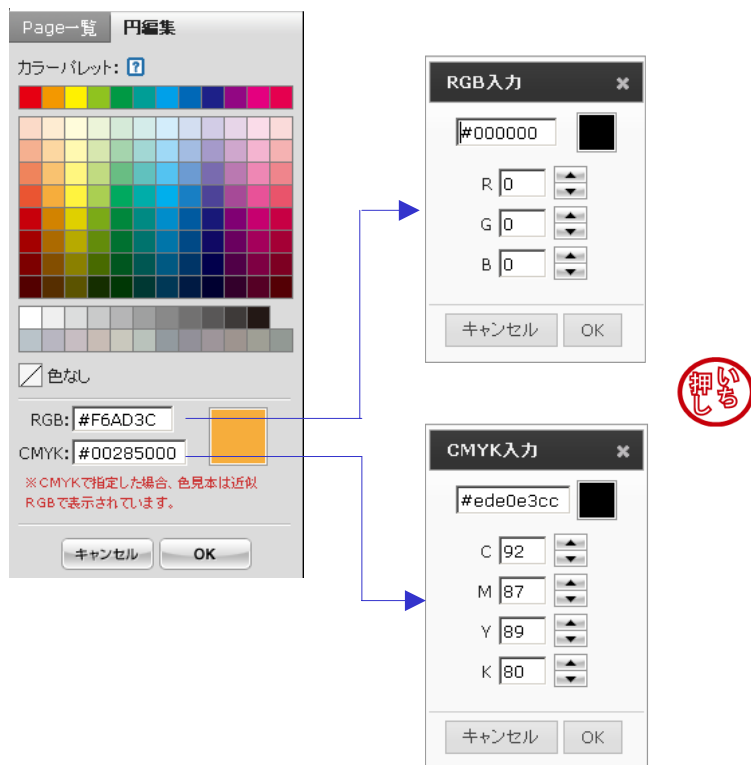 Page一覧 円編集
カラーパレット: ?
色なし
RGB: #F6AD3C
CMYK: #00285000
※CMYKで指定した場合、色見本は近似
RGBで表示されています。
キャンセル OK
RGB入力 ×
#000000
R 0
G 0
B 0
キャンセル OK
いち
押し
CMYK入力 ×
#ede0e3cc
C 92
M 87
Y 89
K 80
キャンセル OK